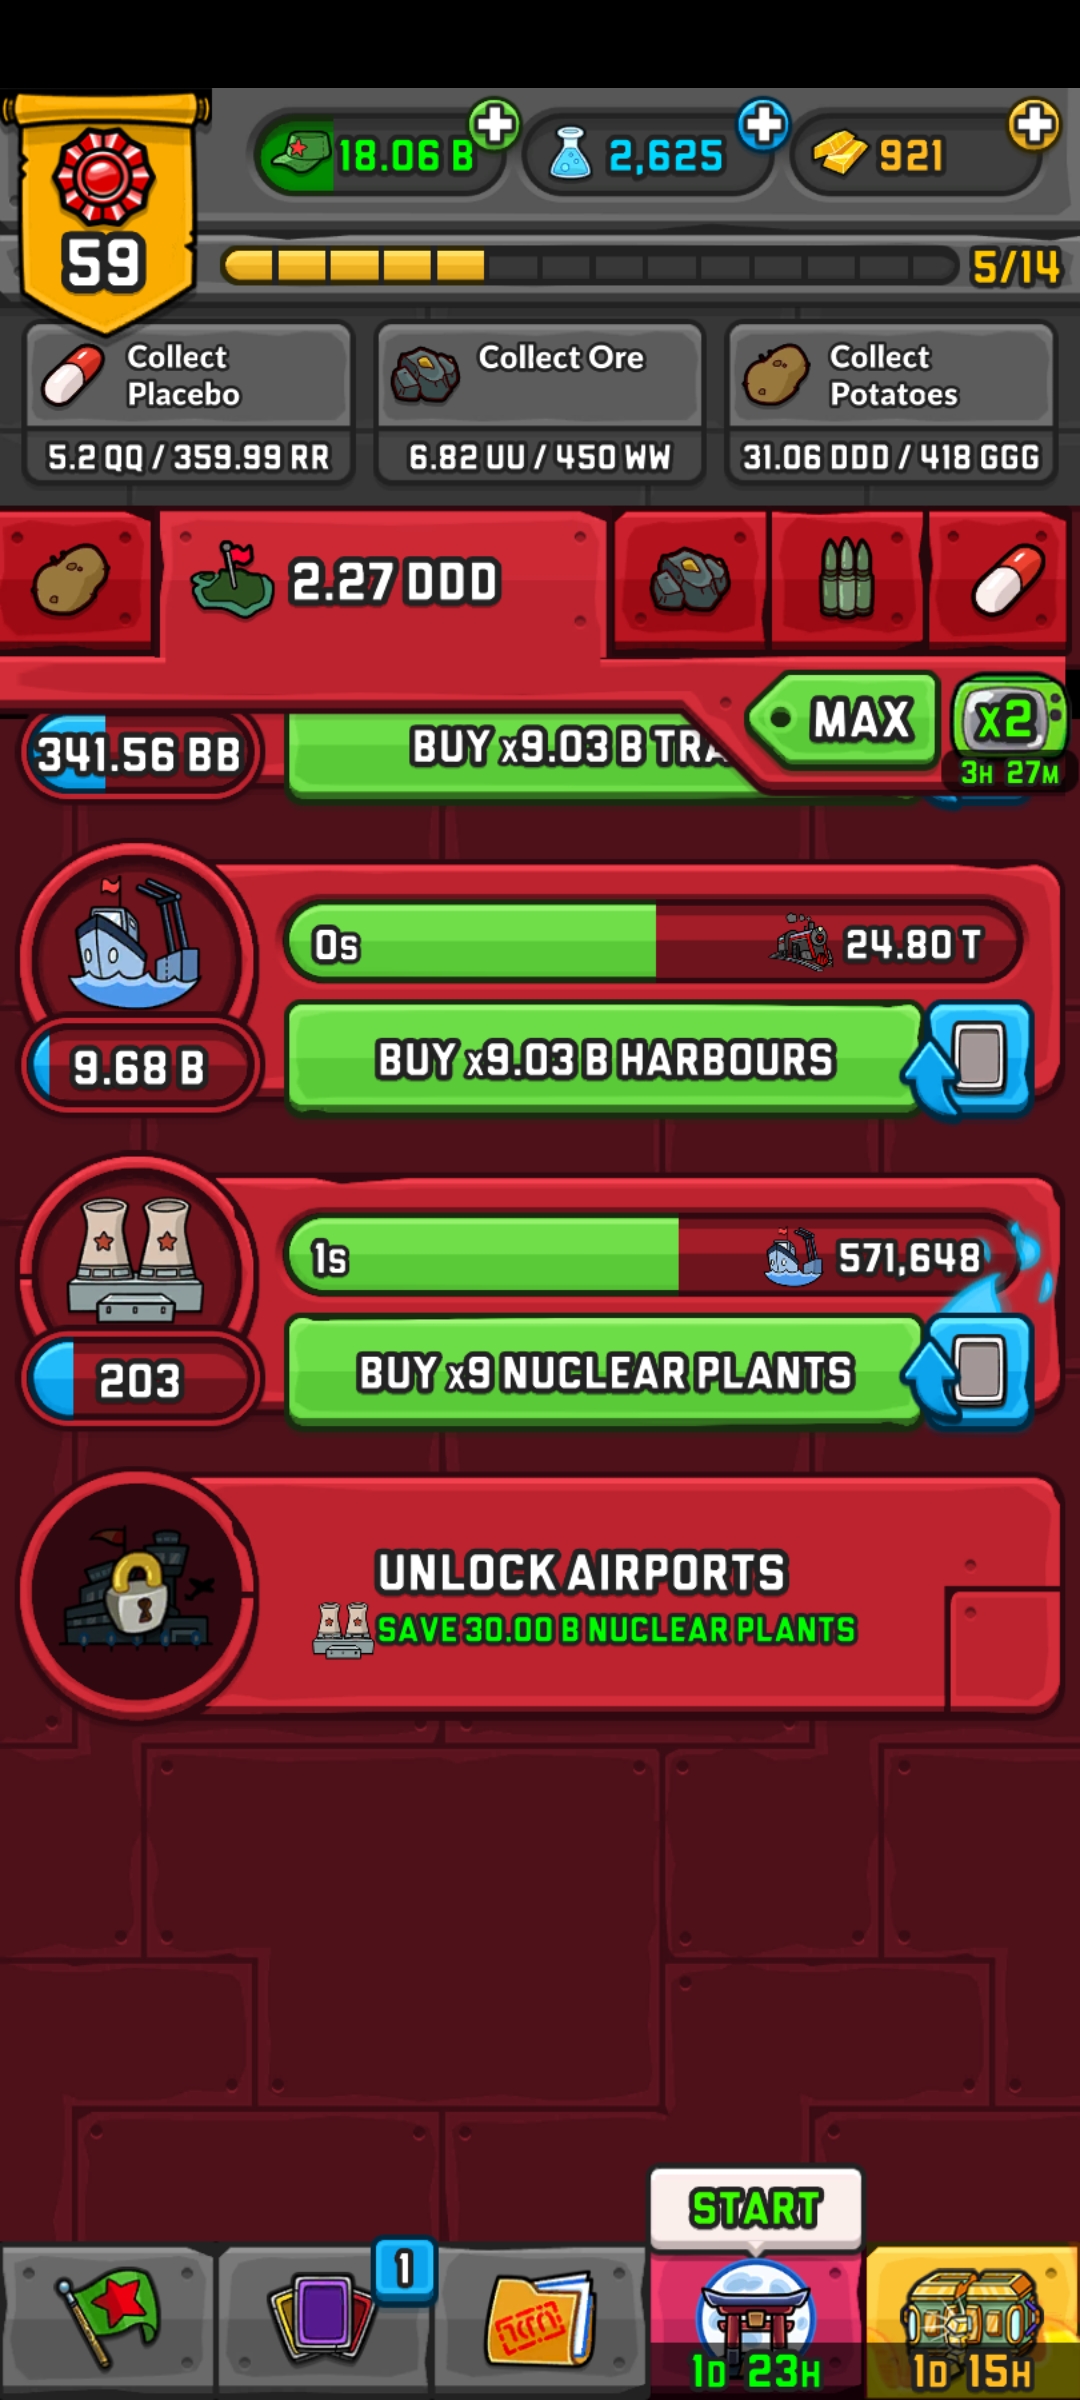 18.06 B
2,625
921
59
5/14
Collect
Placebo
5.2 QQ / 359.99 RR
Collect Ore
6.82 UU / 450 WW
Collect
Potatoes
31.06 DDD / 418 GGG
2.27 DDD
MAX
x2
3H 27M
341.56 BB
BUY x9.03 B
0s
24.80 T
9.68 B
BUY x9.03 B HARBOURS
1s
571,648
203
BUY x9 NUCLEAR PLANTS
UNLOCK AIRPORTS
SAVE 30.00 B NUCLEAR PLANTS
START
1
1D 23H
1D 15H